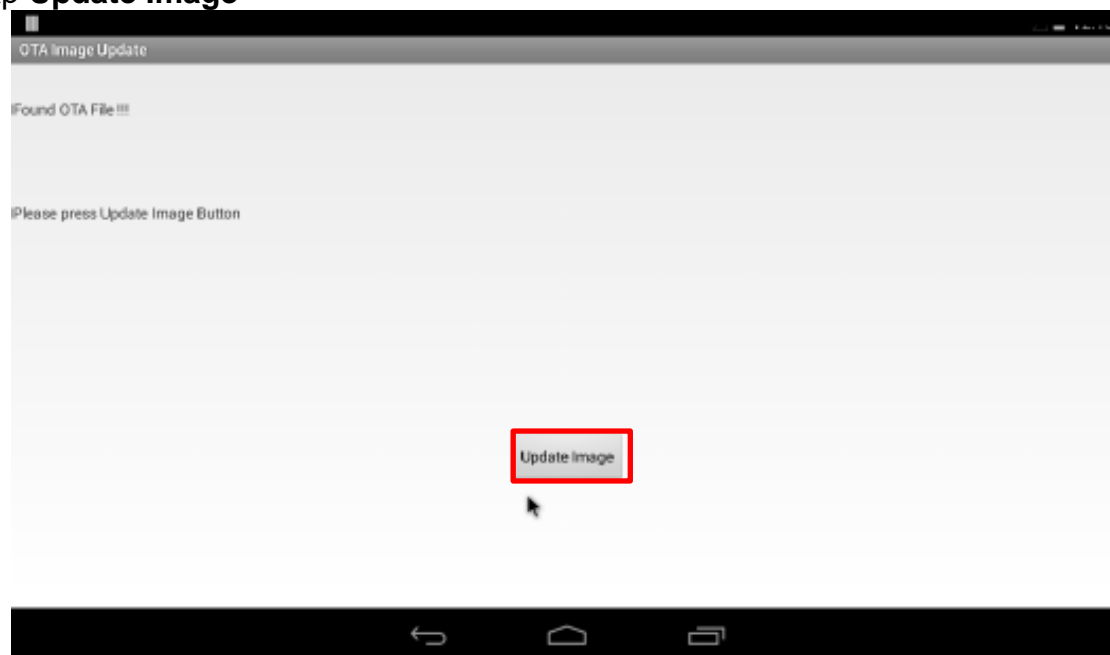 Update Image
OTA Image Update
Found OTA File !!!
Please press Update Image Button
Update Image